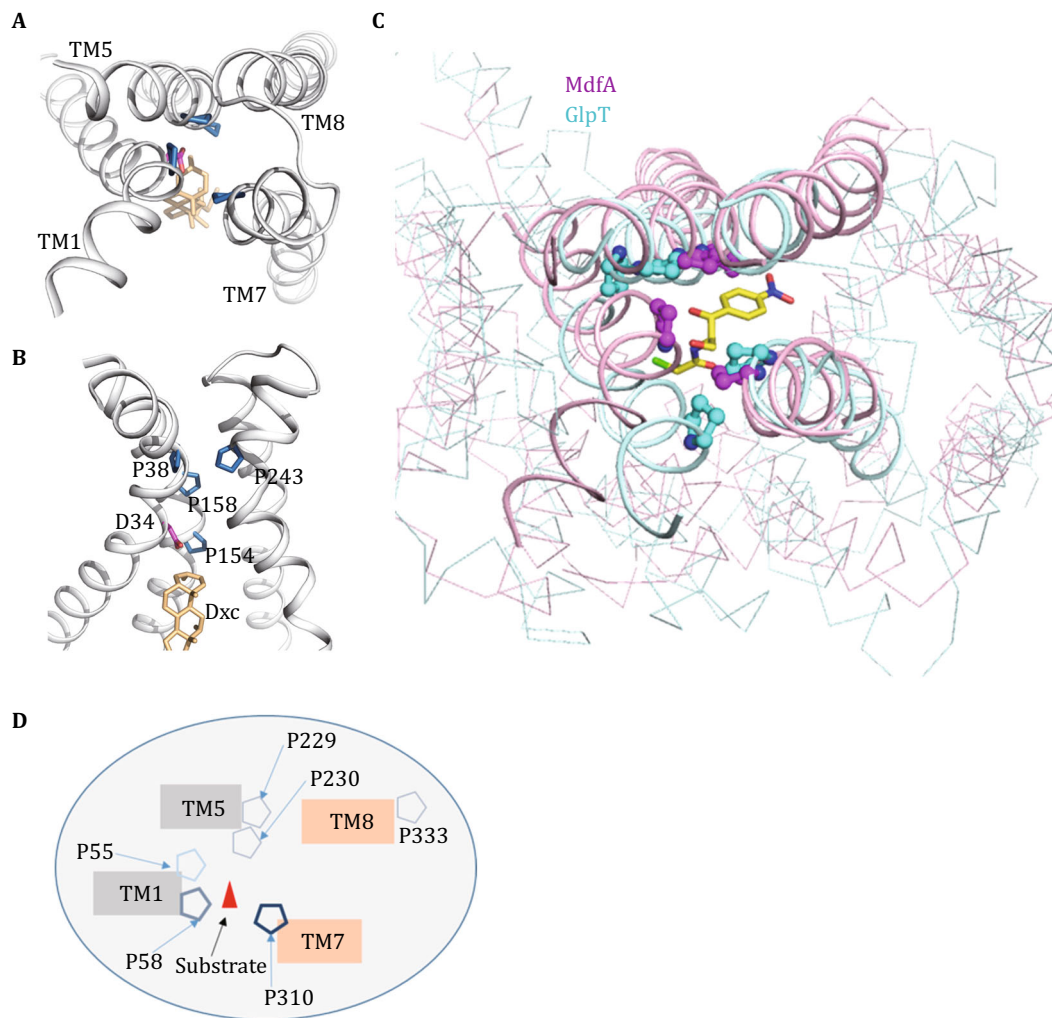 A
TM5
TM8
TM1
TM7
B
P38
P243
P158
D34
P154
Dxc
C
MdfA
GlpT
D
P229
P230
TM5
TM8
P333
P55
TM1
TM7
P58
Substrate
P310